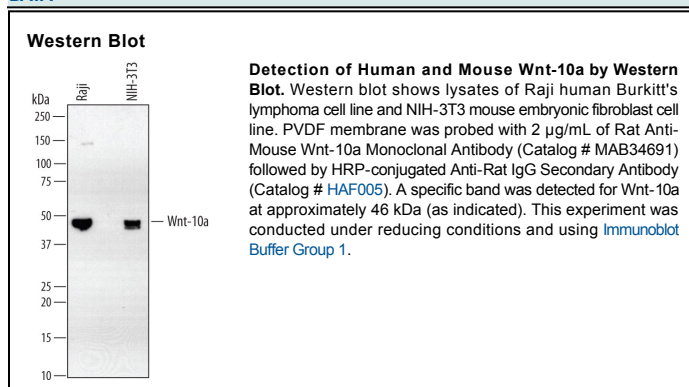 Western Blot
kDa
Raji
NIH-3T3
250
150
100
75
50
37
25
20
15
10
Wnt-10a
Detection of Human and Mouse Wnt-10a by Western
Blot. Western blot shows lysates of Raji human Burkitt's
lymphoma cell line and NIH-3T3 mouse embryonic fibroblast cell
line. PVDF membrane was probed with 2 µg/mL of Rat Anti-
Mouse Wnt-10a Monoclonal Antibody (Catalog # MAB34691)
followed by HRP-conjugated Anti-Rat IgG Secondary Antibody
(Catalog # HAF005). A specific band was detected for Wnt-10a
at approximately 46 kDa (as indicated). This experiment was
conducted under reducing conditions and using Immunoblot
Buffer Group 1.